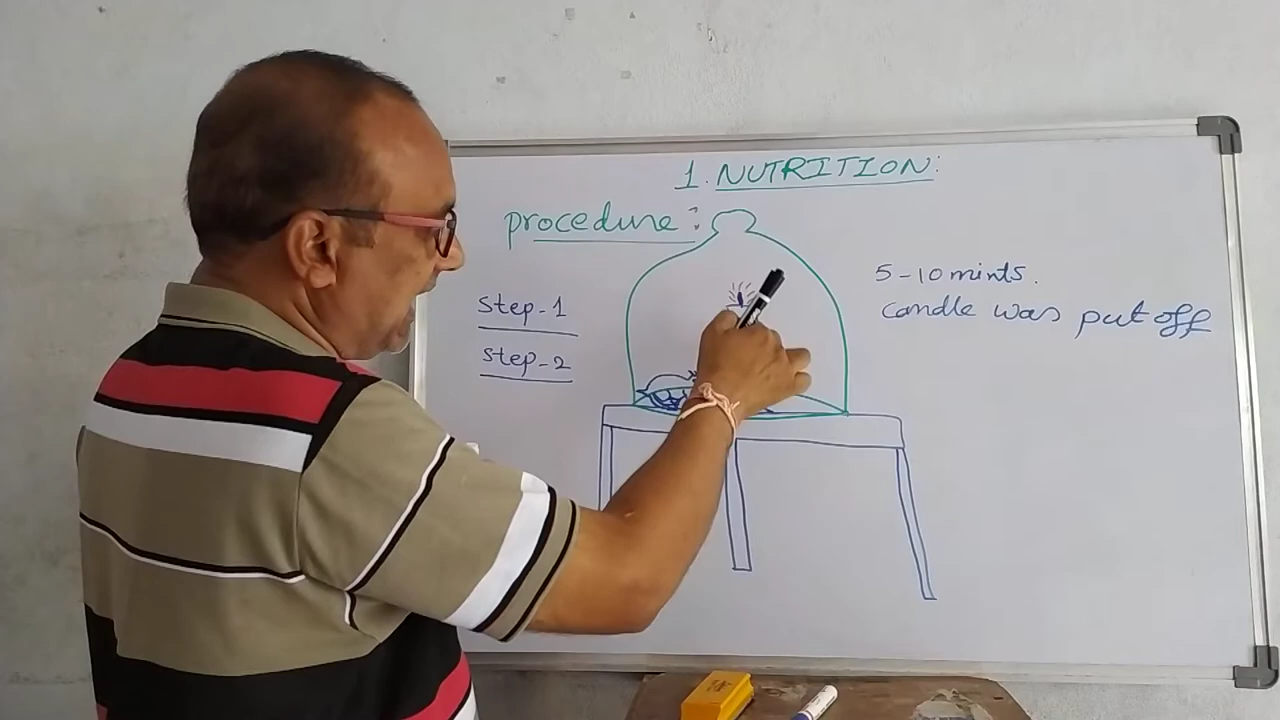 1. NUTRITION:
procedure:
Step-1
Step-2
5-10 mints.
candle was put off